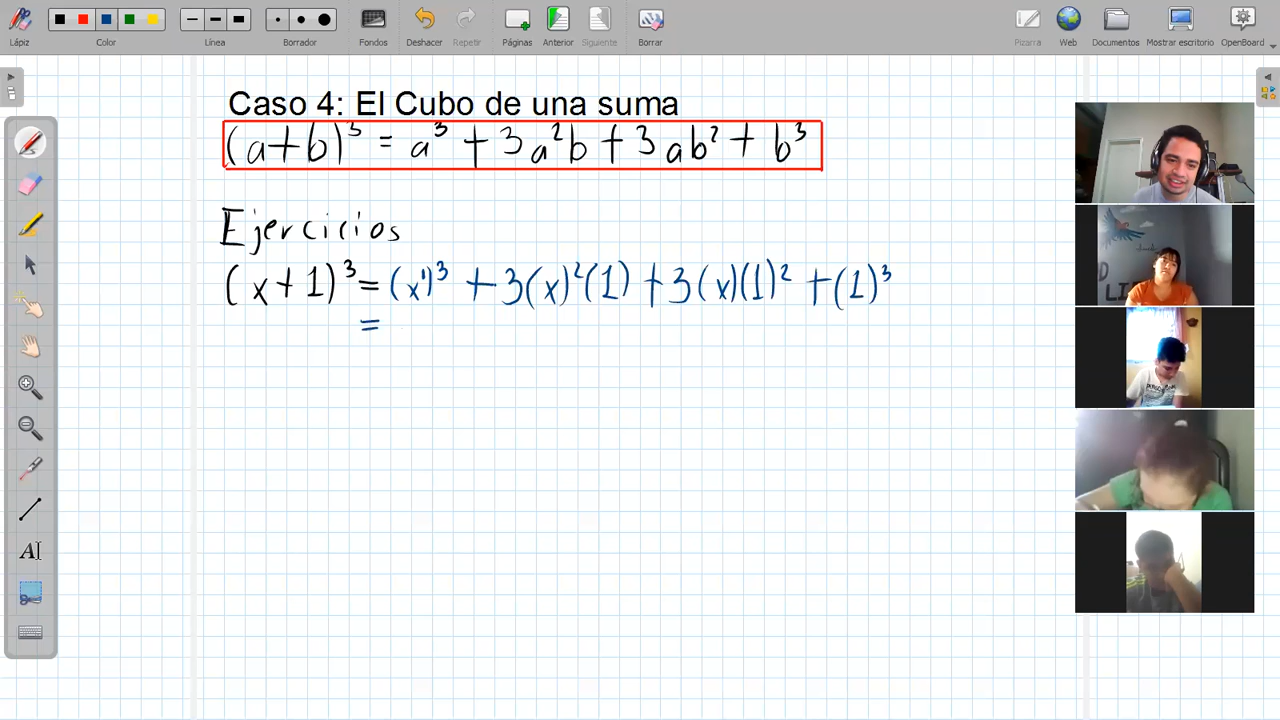 Lápiz Color Línea Borrador Fondos Deshacer Repetir Páginas Anterior Siguiente Borrar Pizarra Web Documentos Mostrar escritorio OpenBoard
Caso 4: El Cubo de una suma
(a+b)³ = a³ + 3a²b + 3ab² + b³
Ejercicios
(x+1)³ = (x¹)³ + 3(x)²(1) + 3(x)(1)² + (1)³
=